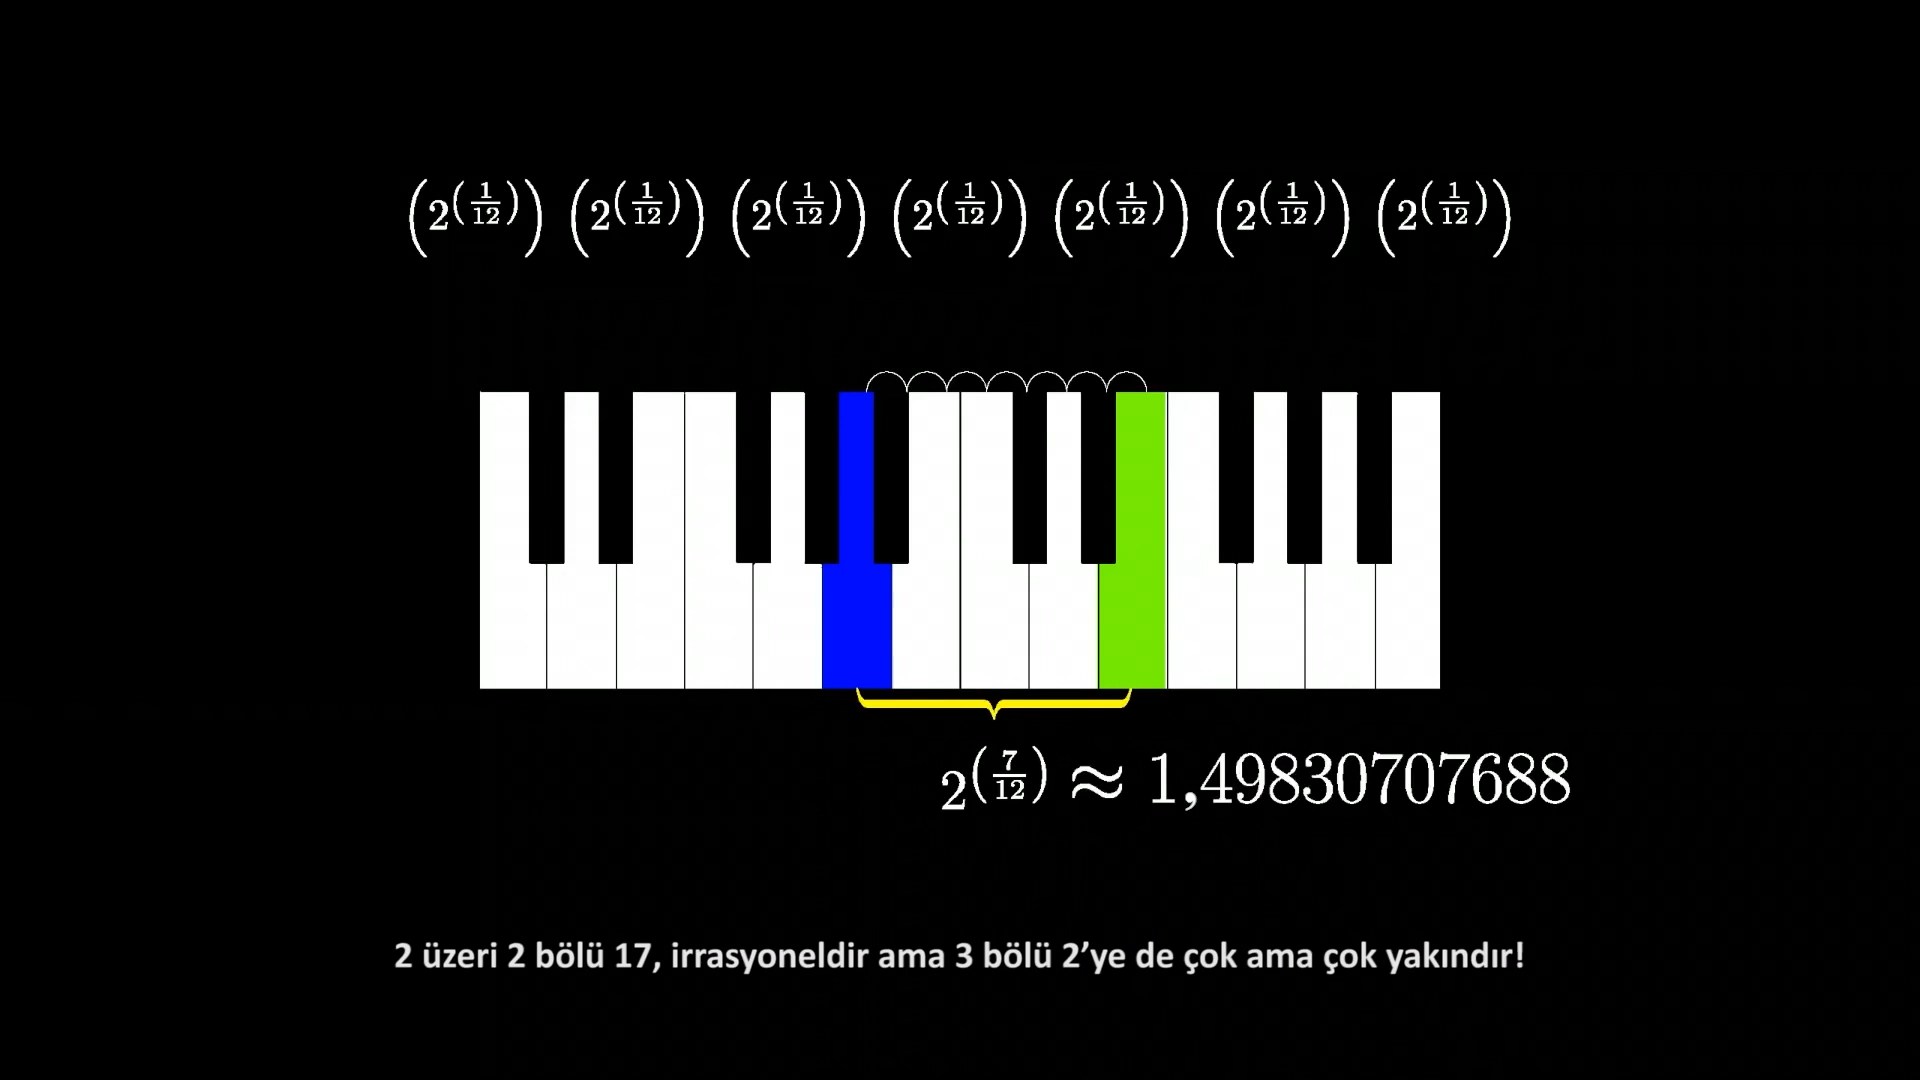 (2^(1/12)) (2^(1/12)) (2^(1/12)) (2^(1/12)) (2^(1/12)) (2^(1/12)) (2^(1/12))
2^(7/12) ≈ 1,49830707688
2 üzeri 2 bölü 17, irrasyoneldir ama 3 bölü 2’ye de çok ama çok yakındır!